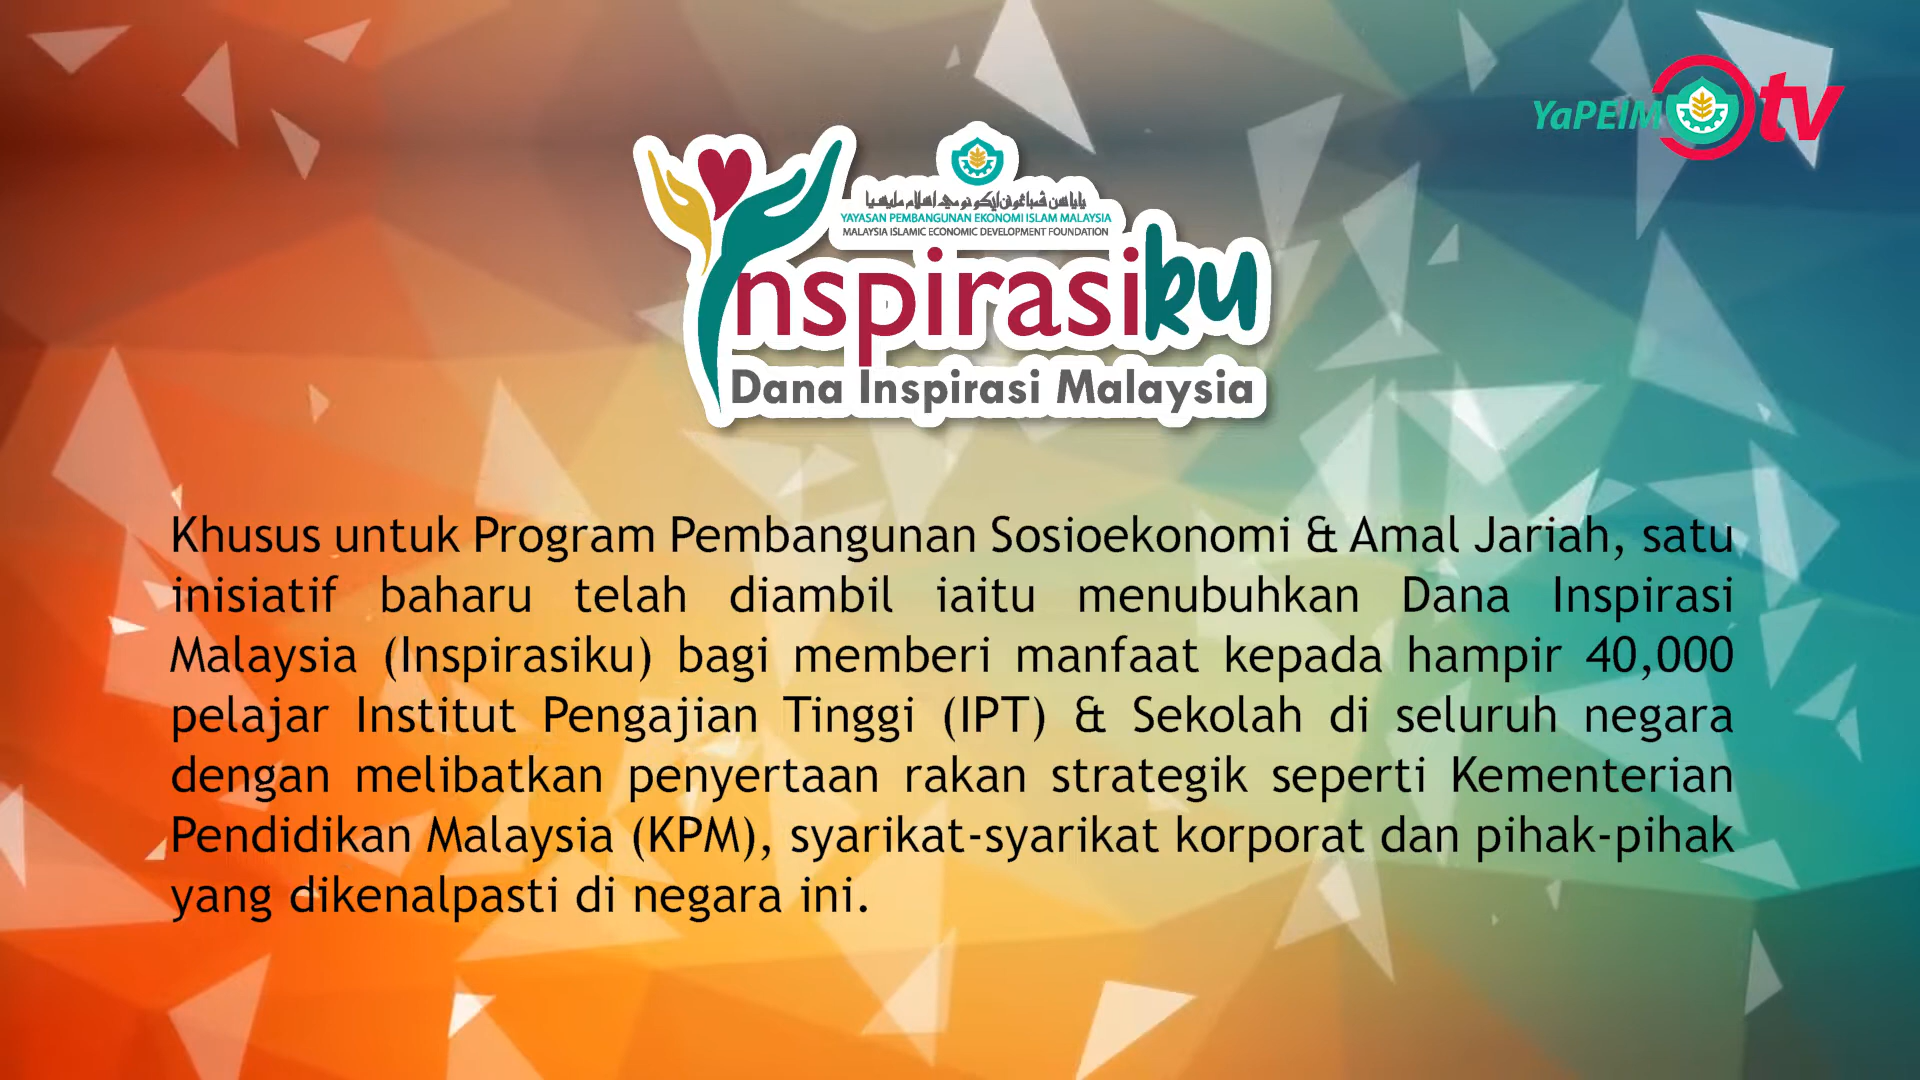 YaPEIM tv
YAYASAN PEMBANGUNAN EKONOMI ISLAM MALAYSIA
MALAYSIA ISLAMIC ECONOMIC DEVELOPMENT FOUNDATION
Inspirasiku
Dana Inspirasi Malaysia
Khusus untuk Program Pembangunan Sosioekonomi & Amal Jariah, satu
inisiatif baharu telah diambil iaitu menubuhkan Dana Inspirasi
Malaysia (Inspirasiku) bagi memberi manfaat kepada hampir 40,000
pelajar Institut Pengajian Tinggi (IPT) & Sekolah di seluruh negara
dengan melibatkan penyertaan rakan strategik seperti Kementerian
Pendidikan Malaysia (KPM), syarikat-syarikat korporat dan pihak-pihak
yang dikenalpasti di negara ini.